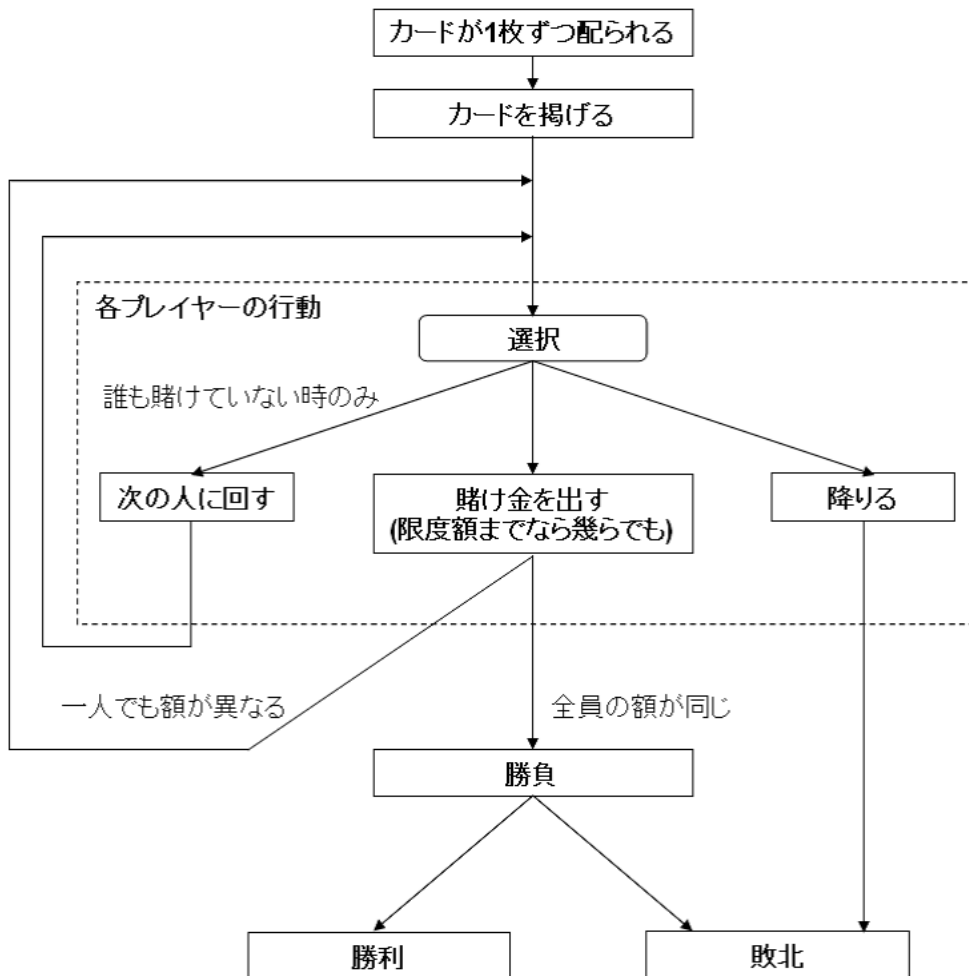 カードが1枚ずつ配られる
カードを掲げる
各プレイヤーの行動
選択
誰も賭けていない時のみ
次の人に回す
賭け金を出す
(限度額までなら幾らでも)
降りる
一人でも額が異なる
全員の額が同じ
勝負
勝利
敗北